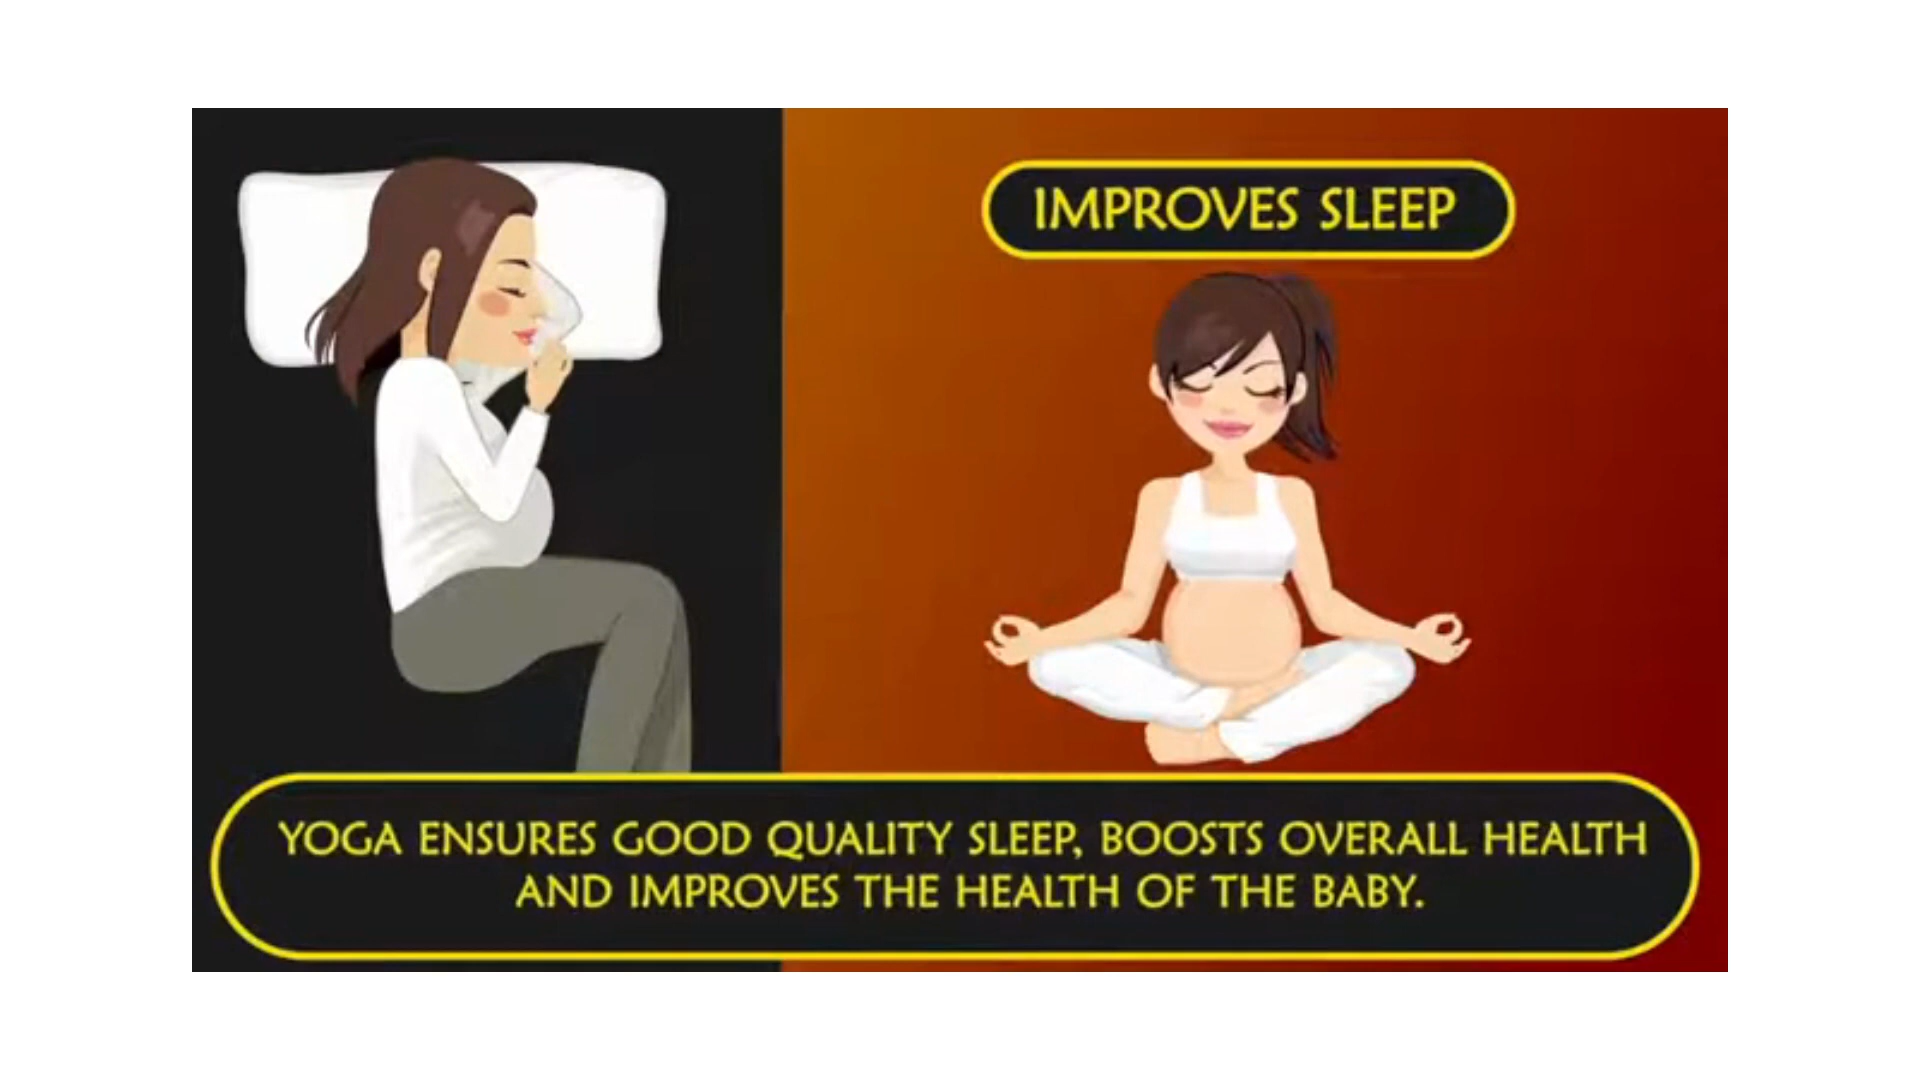 IMPROVES SLEEP
YOGA ENSURES GOOD QUALITY SLEEP, BOOSTS OVERALL HEALTH
AND IMPROVES THE HEALTH OF THE BABY.